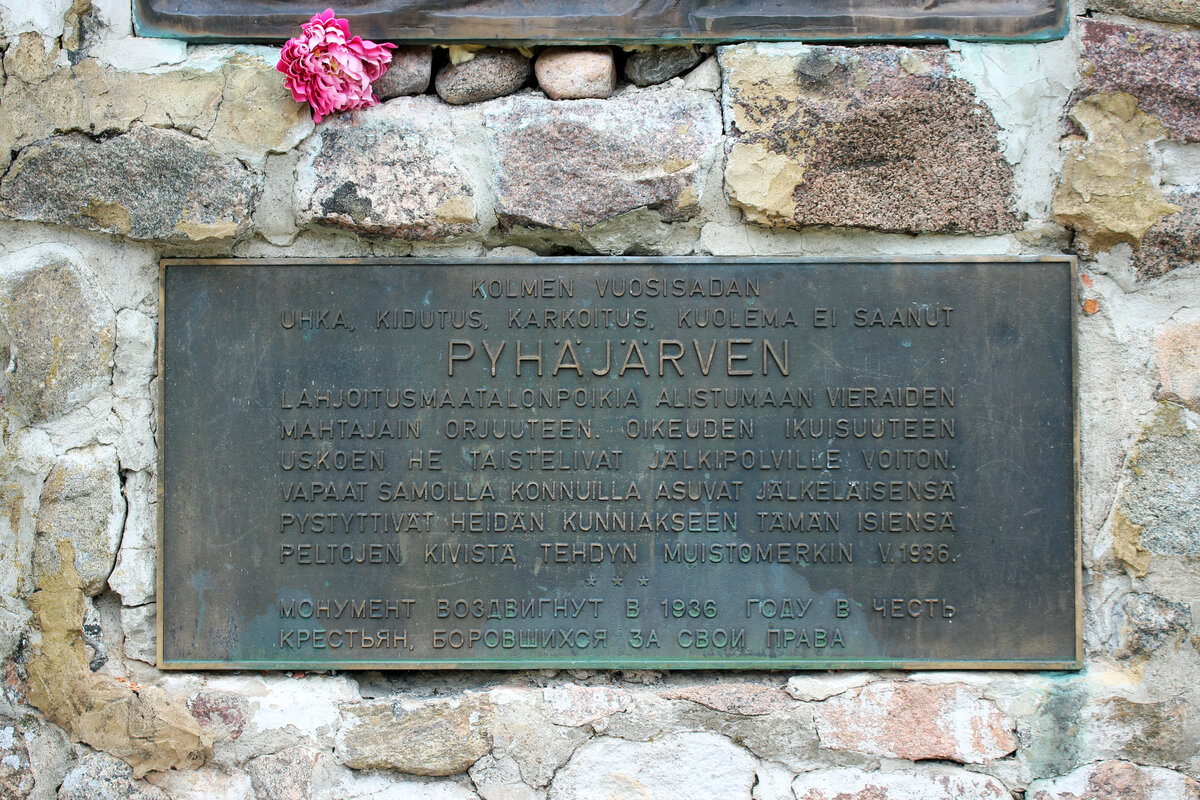 KOLMEN VUOSISADAN
UHKA, KIDUTUS, KARKOITUS, KUOLEMA EI SAANUT
PYHÄJÄRVEN
LAHJOITUSMAATALONPOIKIA ALISTUMAAN VIERAIDEN
MAHTAJAIN ORJUUTEEN. OIKEUDEN IKUISUUTEEN
USKOEN HE TAISTELIVAT JÄLKIPOLVILLE VOITON.
VAPAAT SAMOILLA KONNUILLA ASUVAT JÄLKELÄISENSÄ
PYSTYTTIVÄT HEIDÄN KUNNIAKSEEN TÄMÄN ISIENSÄ
PELTOJEN KIVISTÄ TEHDYN MUISTOMERKIN V.1936.
* * *
МОНУМЕНТ ВОЗДВИГНУТ В 1936 ГОДУ В ЧЕСТЬ
КРЕСТЬЯН, БОРОВШИХСЯ ЗА СВОИ ПРАВА